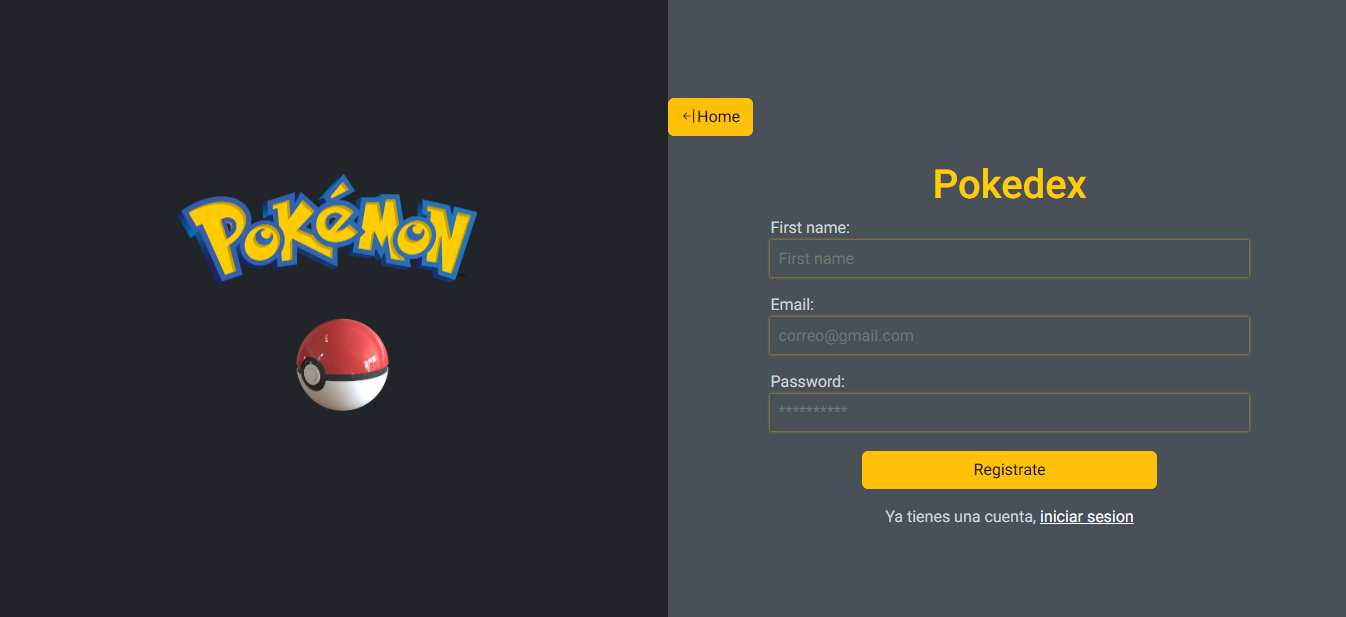 Pokémon
Home
Pokedex
First name:
First name
Email:
correo@gmail.com
Password:
**********
Registrate
Ya tienes una cuenta, iniciar sesion